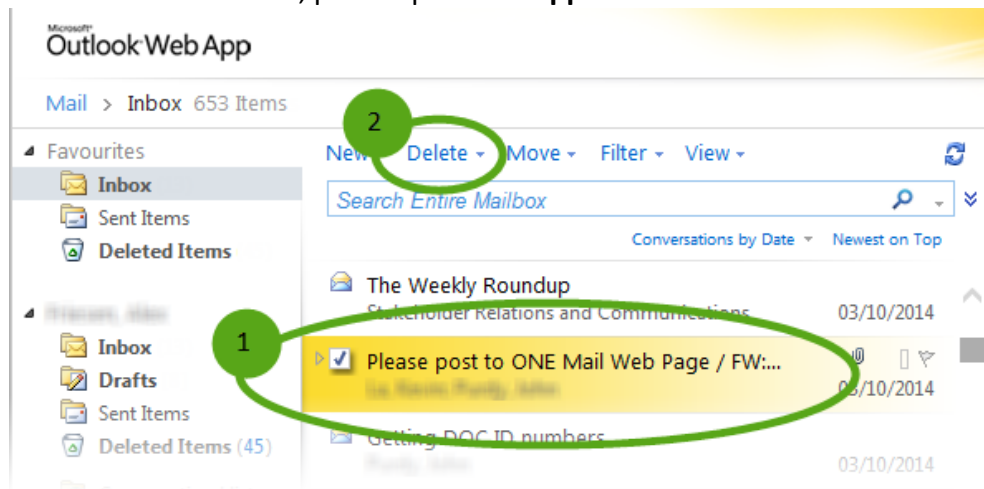 Microsoft
Outlook Web App
Mail > Inbox 653 Items
Favourites
Inbox
Sent Items
Deleted Items
Inbox
Drafts
Sent Items
Deleted Items (45)
1
2
New Delete Move Filter View
Search Entire Mailbox
Conversations by Date Newest on Top
The Weekly Roundup
Stakeholder Relations and Communications 03/10/2014
Please post to ONE Mail Web Page / FW:...
03/10/2014
Getting DOC ID numbers
03/10/2014